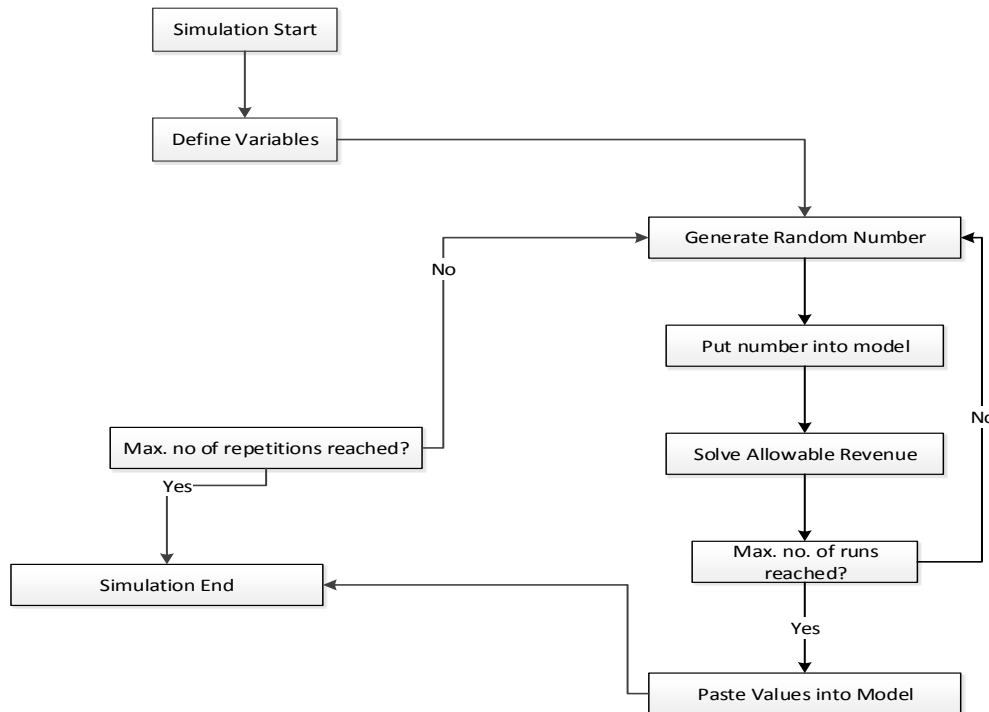 Simulation Start
Define Variables
Generate Random Number
No
Put number into model
No
Max. no of repetitions reached?
Solve Allowable Revenue
Yes
Max. no. of runs
reached?
Simulation End
Yes
Paste Values into Model